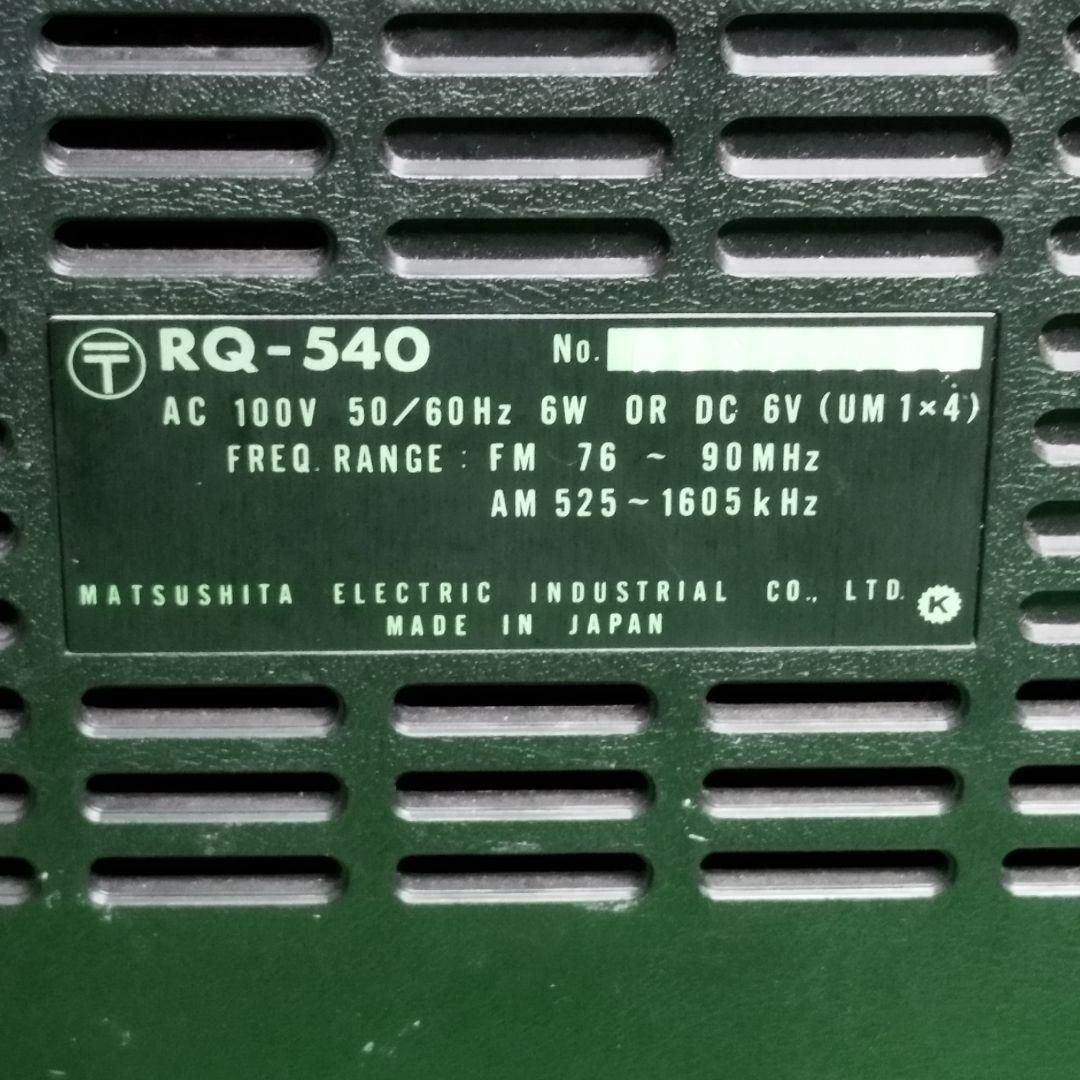 〒 RQ-540 No.
AC 100V 50/60Hz 6W OR DC 6V (UM1×4)
FREQ. RANGE : FM 76 ~ 90MHz
AM 525~1605kHz
MATSUSHITA ELECTRIC INDUSTRIAL CO., LTD. K
MADE IN JAPAN